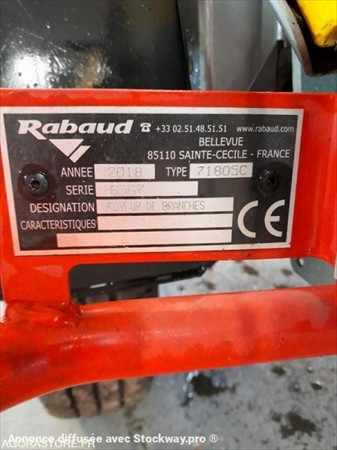 Rabaud ☎ +33 02.51.48.51.51 www.rabaud.com
BELLEVUE
85110 SAINTE-CECILE - FRANCE
ANNEE 2018 TYPE 71805C
SERIE
DESIGNATION BROYEUR DE BRANCHES
CARACTERISTIQUES
CE
Annonce diffusée avec Stockway.pro ®
AGORASTORE.FR